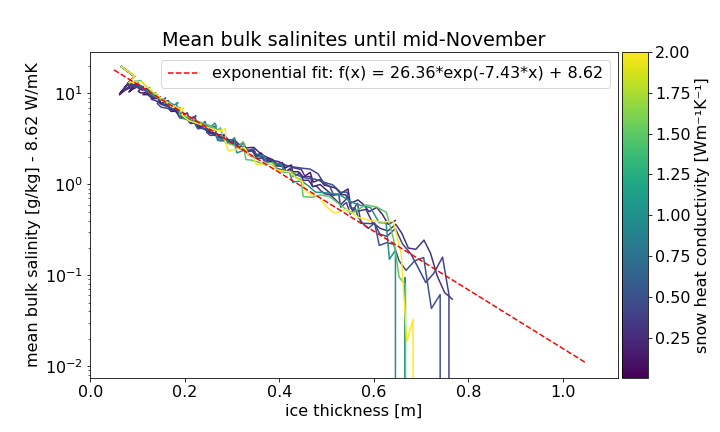 Mean bulk salinites until mid-November
exponential fit: f(x) = 26.36*exp(-7.43*x) + 8.62
mean bulk salinity [g/kg] - 8.62 W/mK
10¹
10⁰
10⁻¹
10⁻²
0.0 0.2 0.4 0.6 0.8 1.0
ice thickness [m]
2.00
1.75
1.50
1.25
1.00
0.75
0.50
0.25
snow heat conductivity [Wm⁻¹K⁻¹]